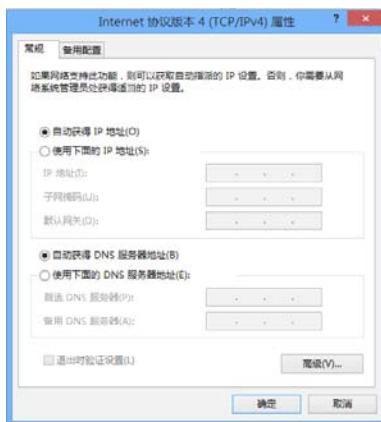 Internet 协议版本 4 (TCP/IPv4) 属性
常规
备用配置
如果网络支持此功能，则可以获取自动指派的 IP 设置。否则，你需要从网
络系统管理员处获得适当的 IP 设置。
自动获得 IP 地址(O)
使用下面的 IP 地址(S):
IP 地址(I):
子网掩码(U):
默认网关(D):
自动获得 DNS 服务器地址(B)
使用下面的 DNS 服务器地址(E):
首选 DNS 服务器(P):
备用 DNS 服务器(A):
退出时验证设置(L)
高级(V)...
确定
取消